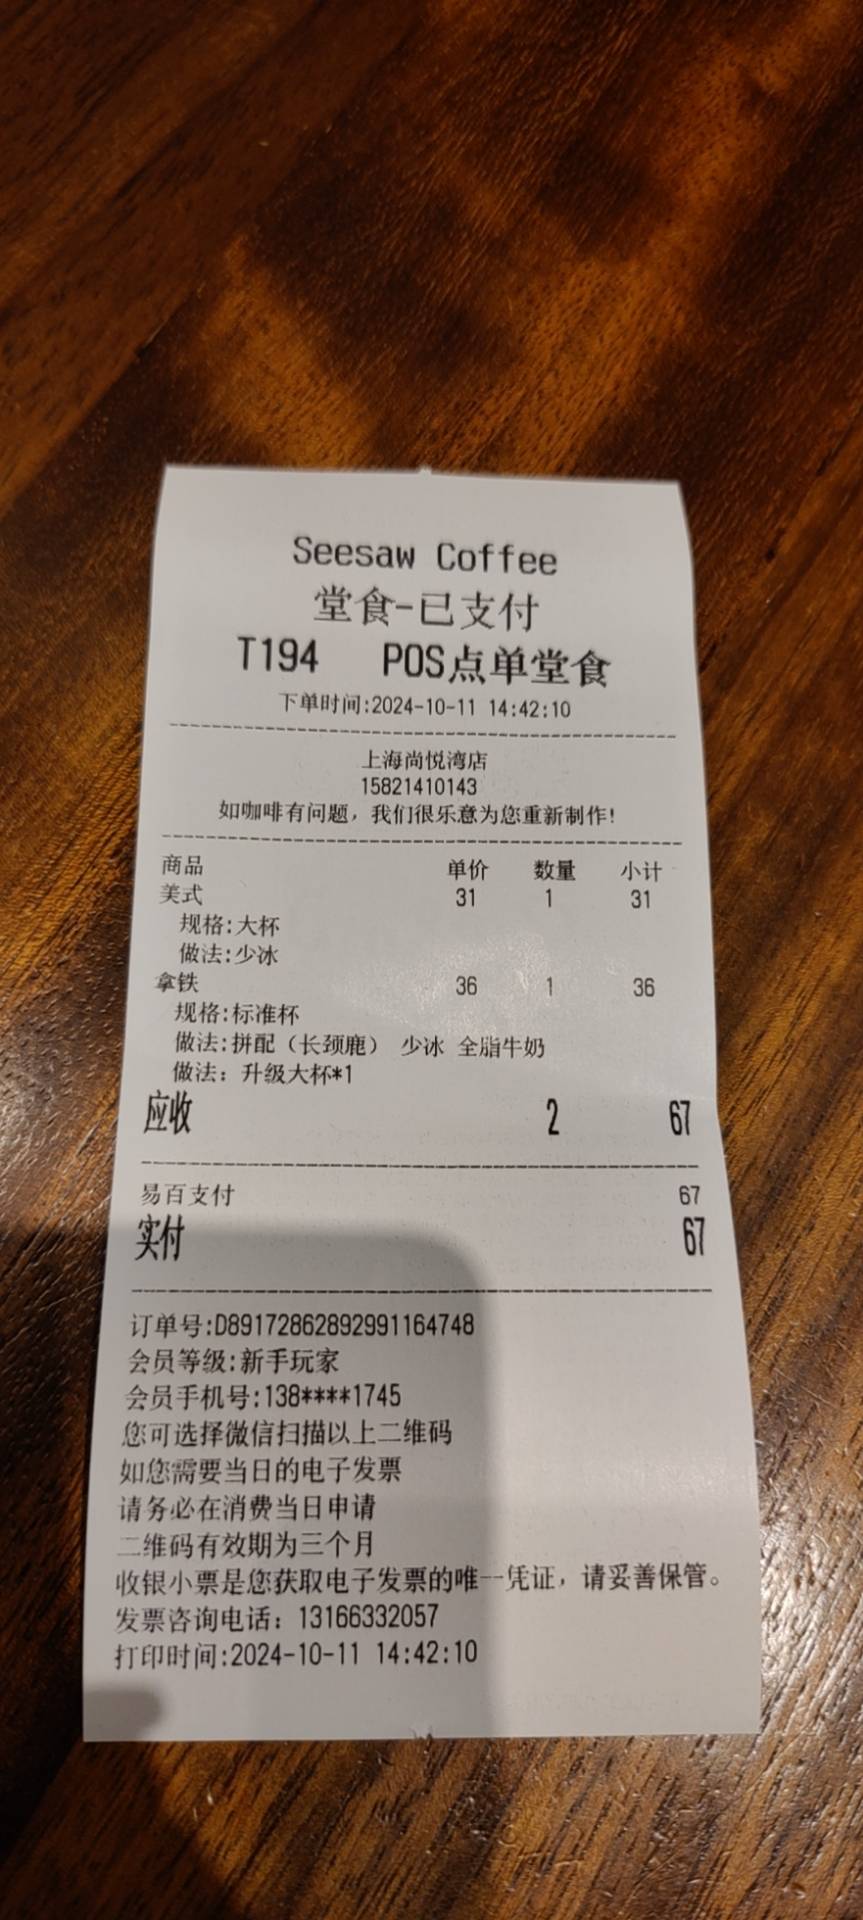 Seesaw Coffee
堂食-已支付
T194 POS点单堂食
下单时间:2024-10-11 14:42:10
上海尚悦湾店
15821410143
如咖啡有问题，我们很乐意为您重新制作!
商品 单价 数量 小计
美式 31 1 31
规格:大杯
做法:少冰
拿铁 36 1 36
规格:标准杯
做法:拼配（长颈鹿） 少冰 全脂牛奶
做法：升级大杯*1
应收 2 67
易百支付 67
实付 67
订单号:D89172862892991164748
会员等级:新手玩家
会员手机号:138****1745
您可选择微信扫描以上二维码
如您需要当日的电子发票
请务必在消费当日申请
二维码有效期为三个月
收银小票是您获取电子发票的唯一凭证，请妥善保管。
发票咨询电话：13166332057
打印时间:2024-10-11 14:42:10